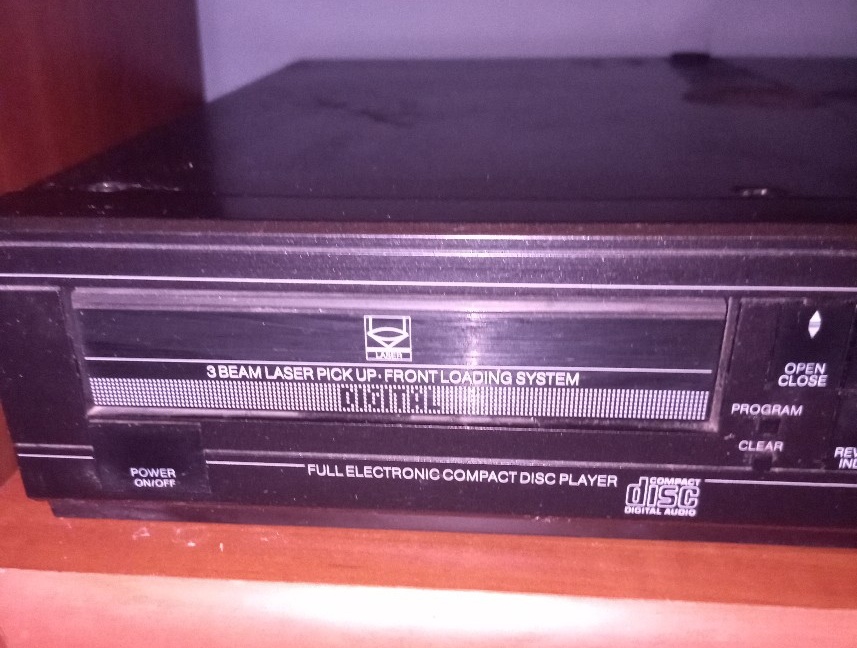 LASER
3 BEAM LASER PICK UP · FRONT LOADING SYSTEM
DIGITAL
OPEN
CLOSE
PROGRAM
CLEAR
POWER
ON/OFF
FULL ELECTRONIC COMPACT DISC PLAYER
COMPACT
disc
DIGITAL AUDIO